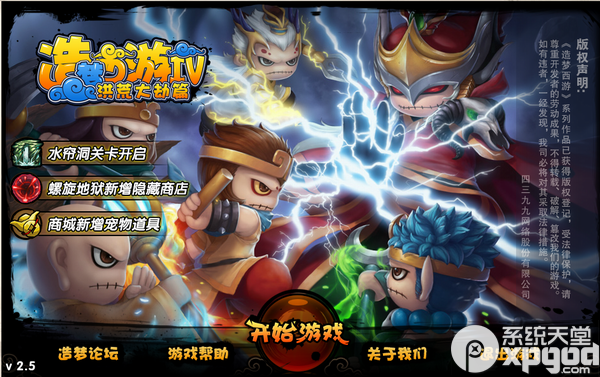 造梦西游IV
洪荒大劫篇
水帘洞关卡开启
螺旋地狱新增隐藏商店
商城新增宠物道具
版权声明：
《造梦西游》系列作品已获得版权登记，受法律保护，请
尊重开发者的劳动成果，不得转载、破解、篡改我们的游戏。
如有违者，一经发现，我司必将对其采取法律措施。
四三九九网络股份有限公司
开始游戏
造梦论坛
游戏帮助
关于我们
v 2.5
系统天堂
xpgod
.com